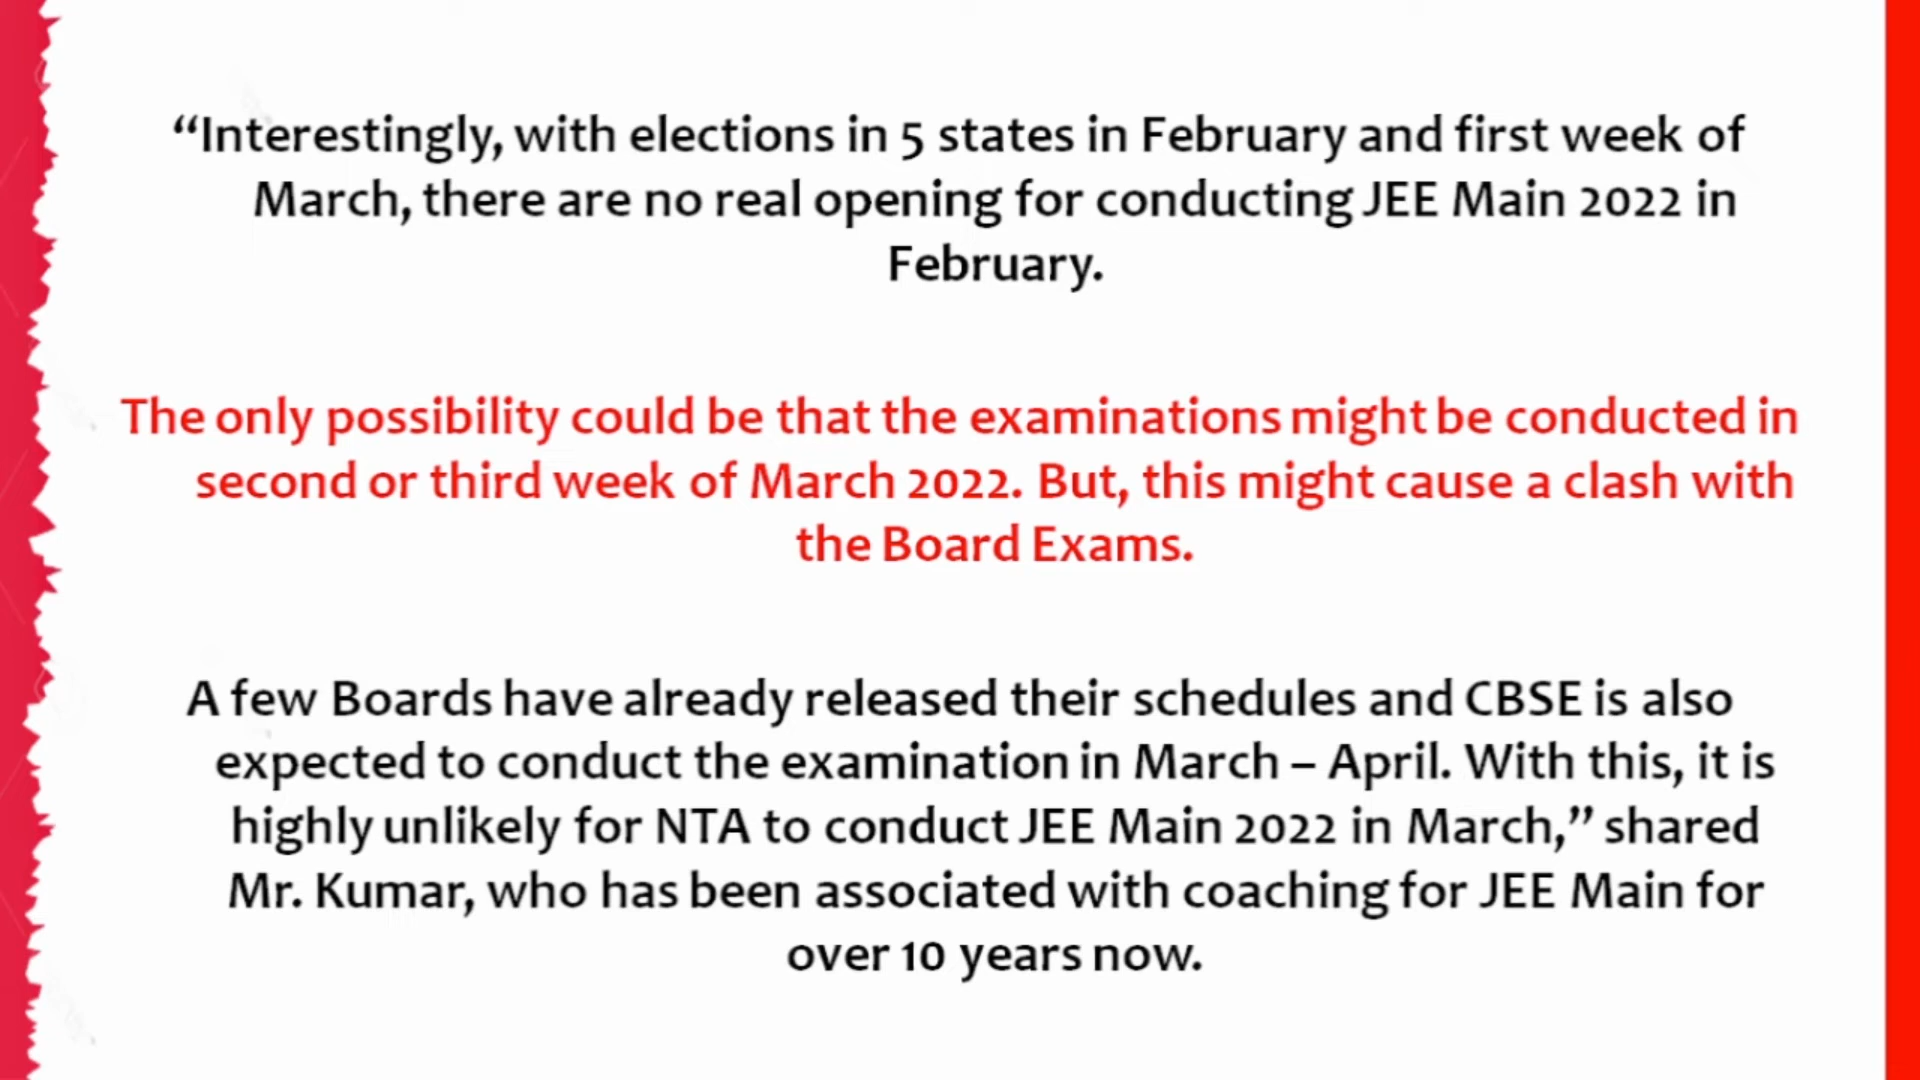 “Interestingly, with elections in 5 states in February and first week of
March, there are no real opening for conducting JEE Main 2022 in
February.
The only possibility could be that the examinations might be conducted in
second or third week of March 2022. But, this might cause a clash with
the Board Exams.
A few Boards have already released their schedules and CBSE is also
expected to conduct the examination in March – April. With this, it is
highly unlikely for NTA to conduct JEE Main 2022 in March,” shared
Mr. Kumar, who has been associated with coaching for JEE Main for
over 10 years now.